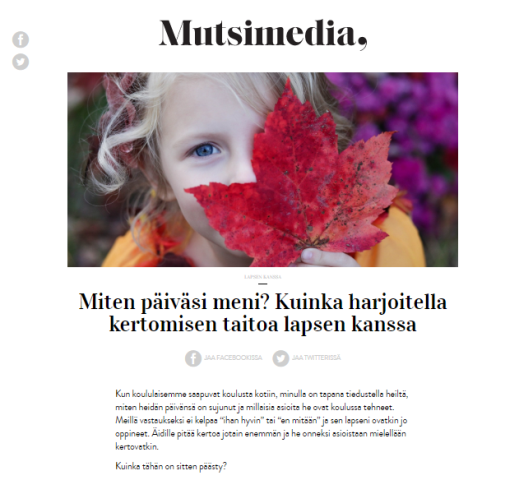 Mutsimedia,
LAPSEN KANSSA
Miten päiväsi meni? Kuinka harjoitella
kertomisen taitoa lapsen kanssa
JAA FACEBOOKISSA JAA TWITTERISSÄ
Kun koululaisemme saapuvat koulusta kotiin, minulla on tapana tiedustella heiltä,
miten heidän päivänsä on sujunut ja millaisia asioita he ovat koulussa tehneet.
Meillä vastaukseksi ei kelpaa “ihan hyvin” tai “en mitään” ja sen lapseni ovatkin jo
oppineet. Äidille pitää kertoa jotain enemmän ja he onneksi asioistaan mielellään
kertovatkin.
Kuinka tähän on sitten päästy?